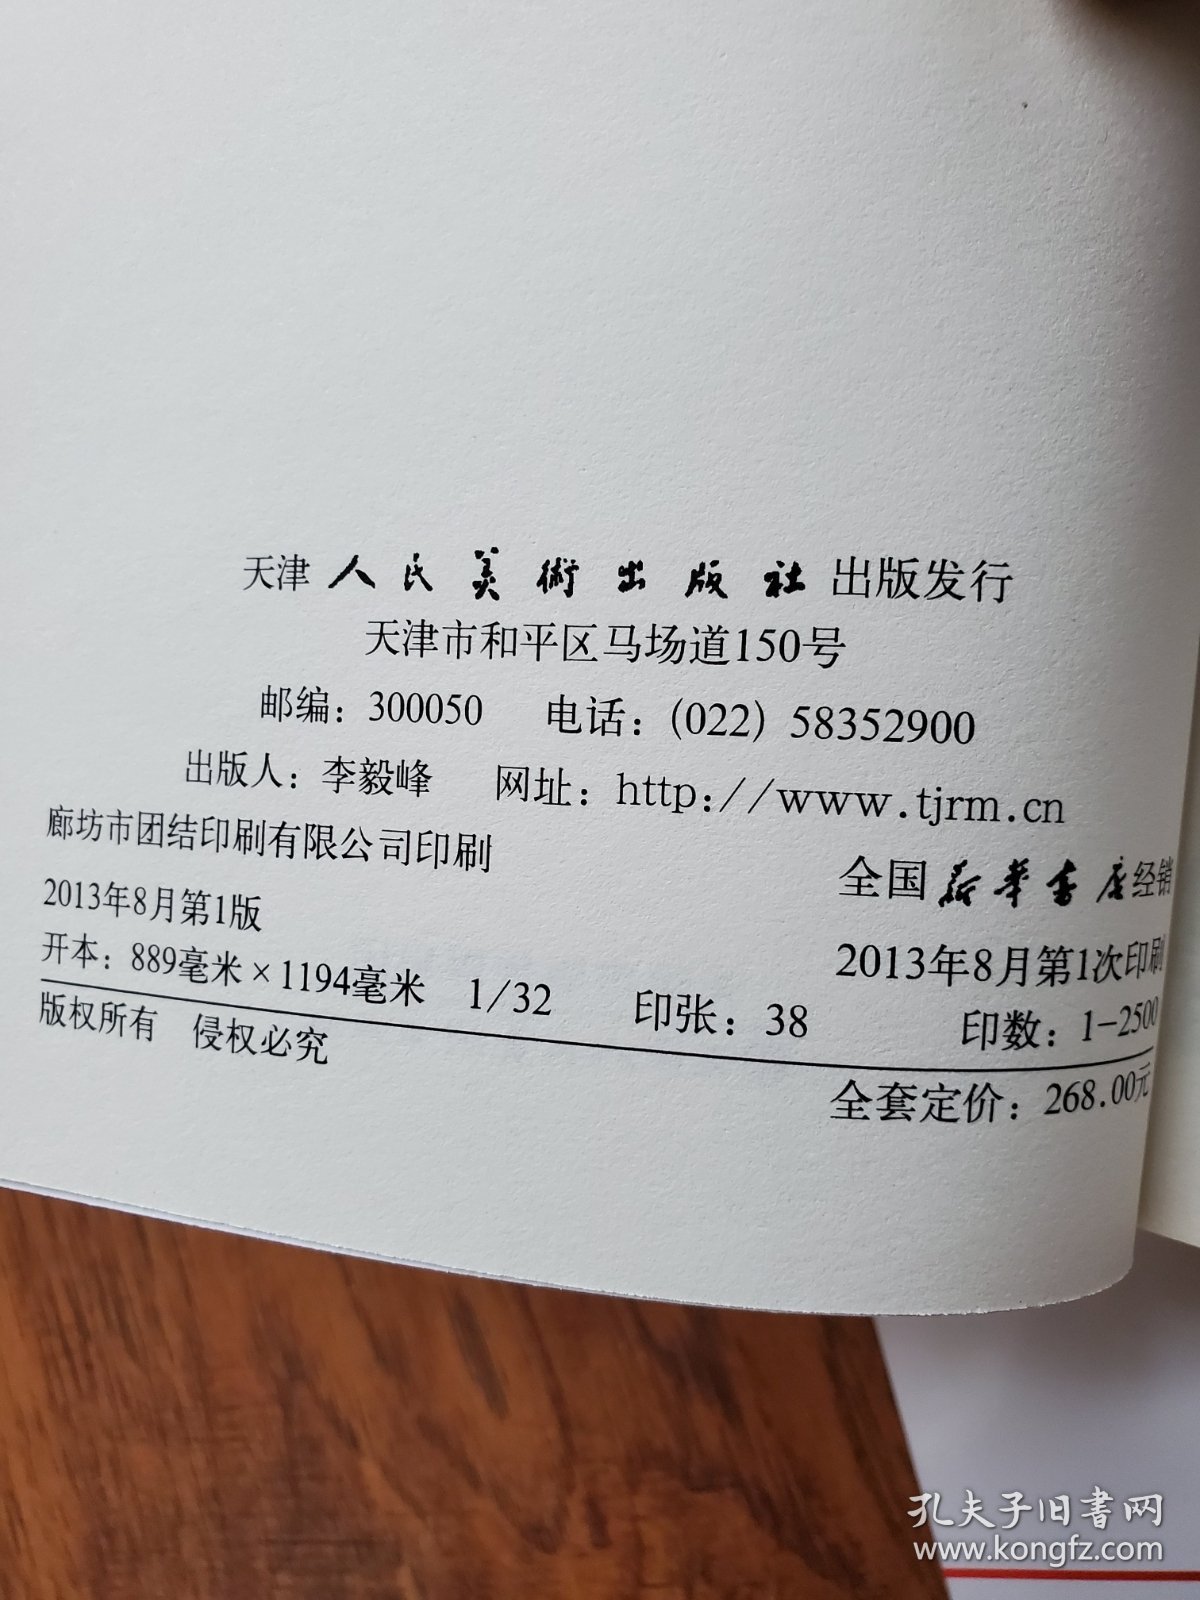 天津人民美術出版社 出版发行
天津市和平区马场道150号
邮编：300050 电话：(022) 58352900
出版人：李毅峰 网址：http://www.tjrm.cn
廊坊市团结印刷有限公司印刷 全国新华书店经销
2013年8月第1版 2013年8月第1次印刷
开本：889毫米×1194毫米 1/32 印张：38 印数：1-2500
版权所有 侵权必究 全套定价：268.00元
孔夫子旧書网
www.kongfz.com